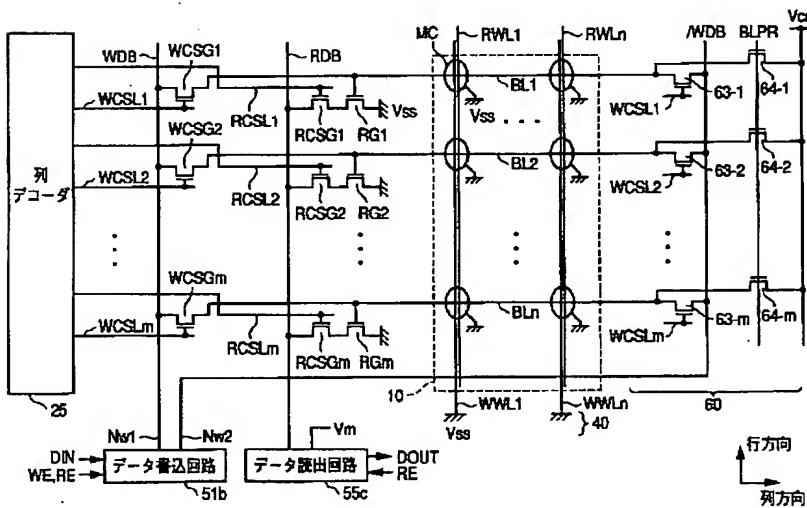 WDB
WCSG1
RDB
MC
RWL1
RWLn
/WDB
BLPR
Vcc
WCSL1
RCSL1
RCSG1
RG1
Vss
BL1
Vss
WCSL1
63-1
64-1
WCSG2
列
デコーダ
WCSL2
RCSL2
RCSG2
RG2
BL2
WCSL2
63-2
64-2
WCSGm
WCSLm
RCSLm
RCSGm
RGm
BLn
WCSLm
63-m
64-m
25
10
WWL1
WWLn
60
Vss
40
Nw1
Nw2
Vm
DIN
WE,RE
データ書込回路
51b
データ読出回路
55c
DOUT
RE
行方向
列方向